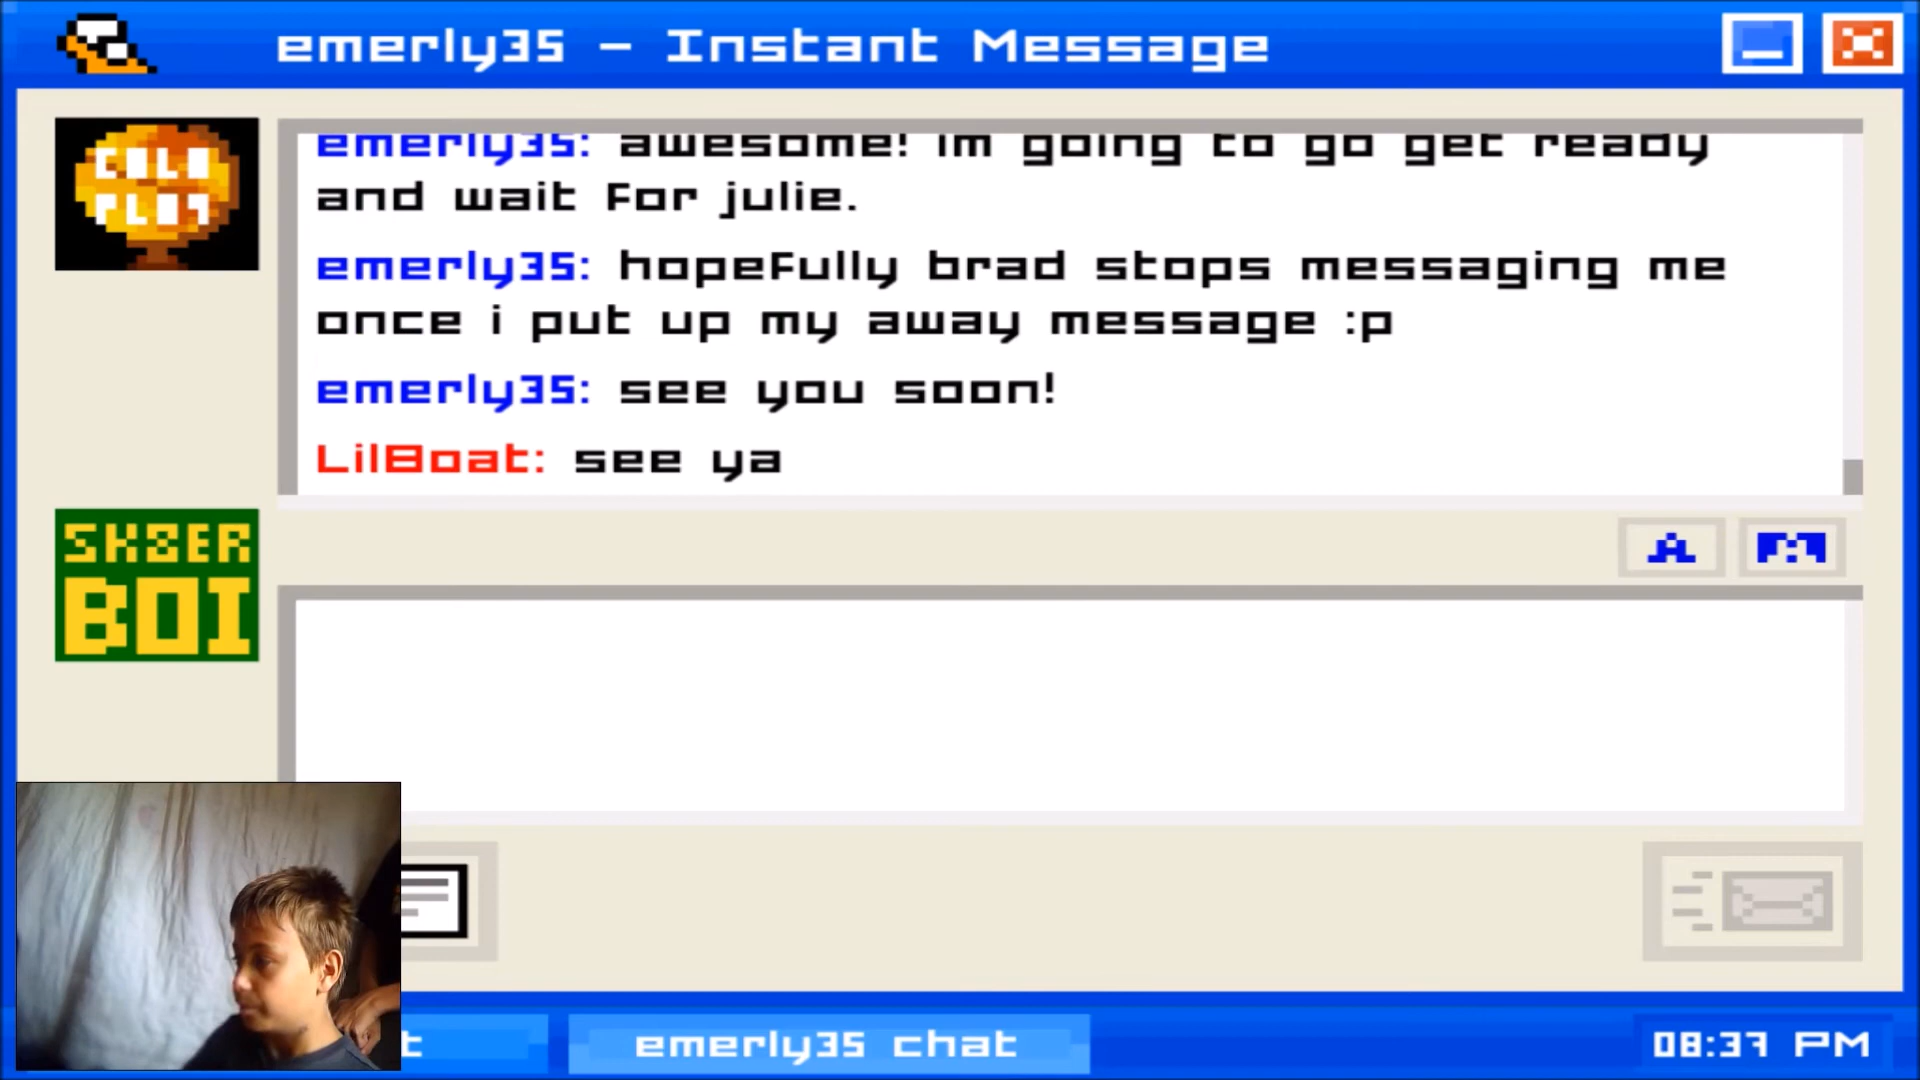 emerly35 - Instant Message
COLD
PLAY
emerly35: awesome! im going to go get ready
and wait for julie.
emerly35: hopefully brad stops messaging me
once i put up my away message :p
emerly35: see you soon!
LilBoat: see ya
SK8ER
BOI
A
t
emerly35 chat
08:37 PM